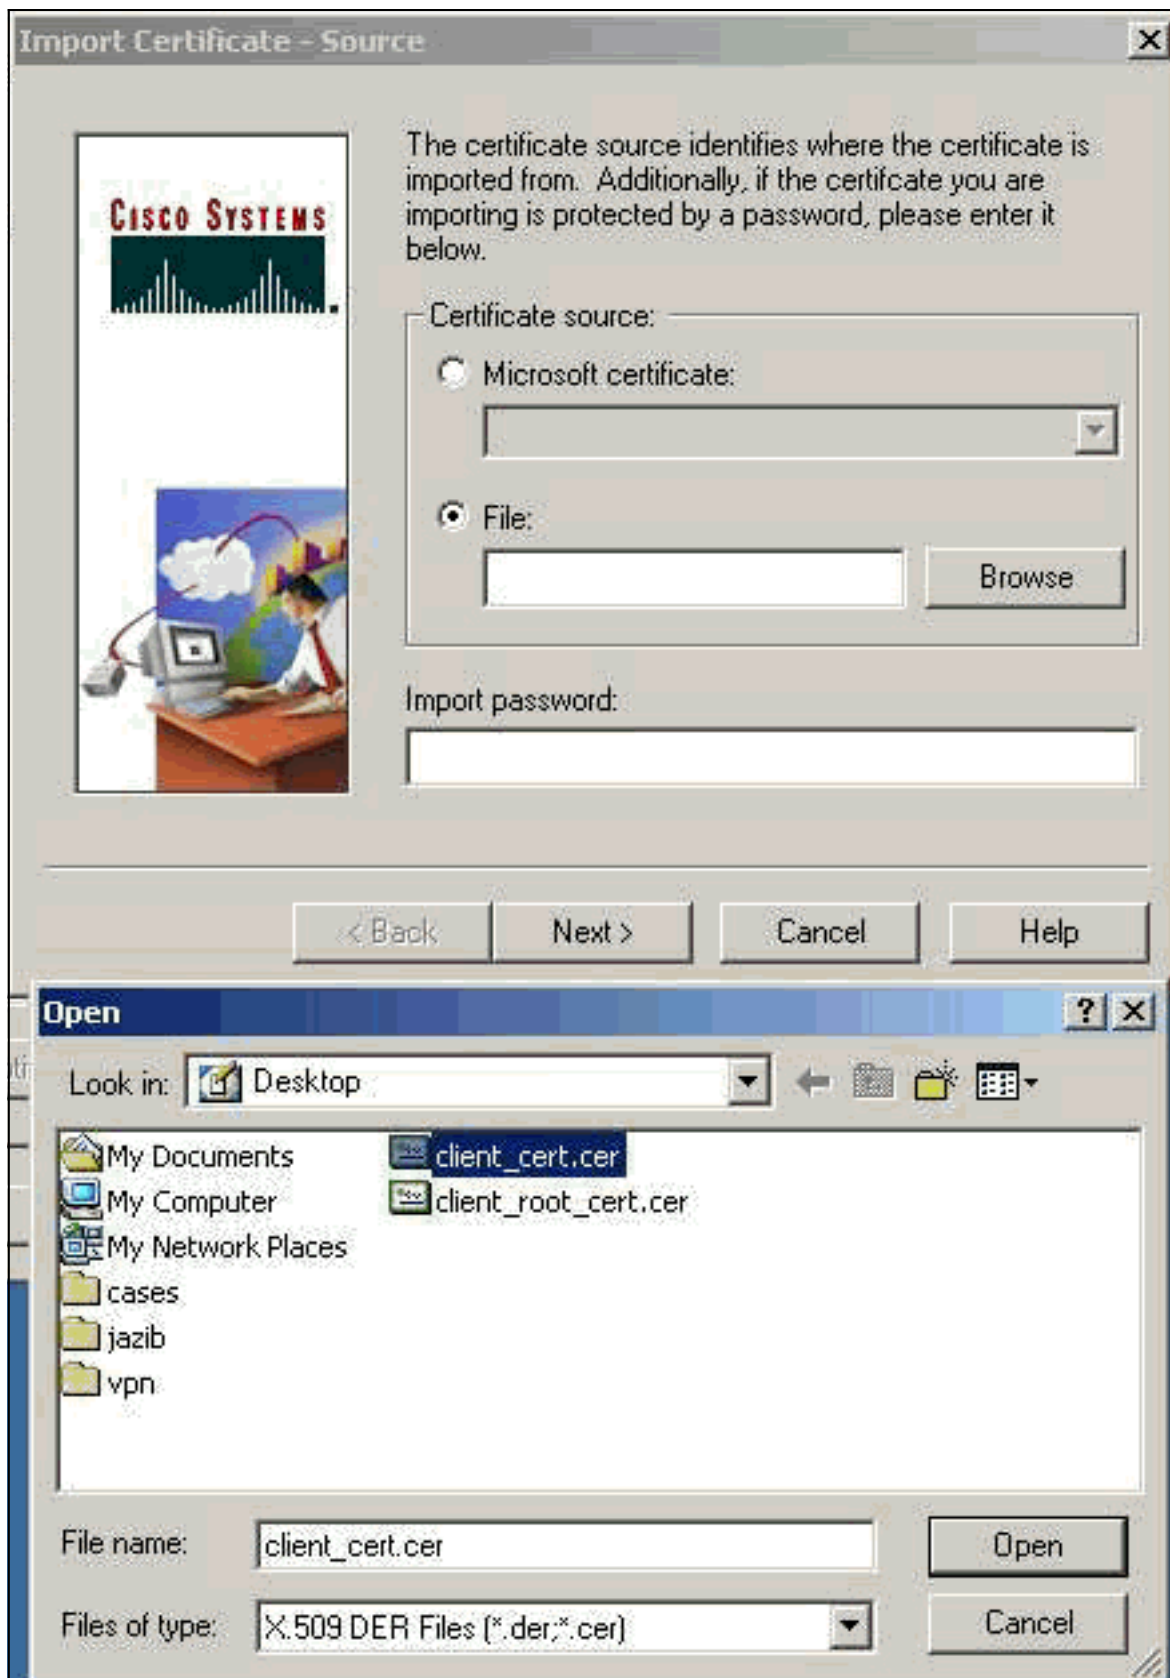 Import Certificate - Source
The certificate source identifies where the certificate is
imported from. Additionally, if the certifcate you are
importing is protected by a password, please enter it
below.
CISCO SYSTEMS
Certificate source:
Microsoft certificate:
File:
Browse
Import password:
< Back
Next >
Cancel
Help
Open
Look in:
Desktop
My Documents
My Computer
My Network Places
cases
jazib
vpn
client_cert.cer
client_root_cert.cer
File name:
client_cert.cer
Open
Files of type:
X.509 DER Files (*.der;*.cer)
Cancel